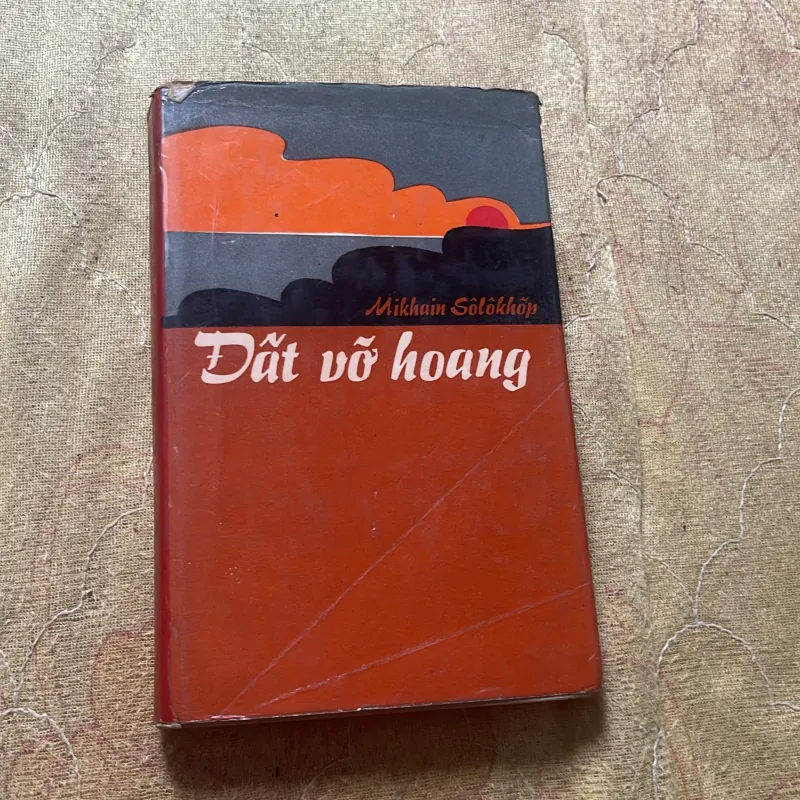 Mikhain Sôlôkhốp
Đất vỡ hoang